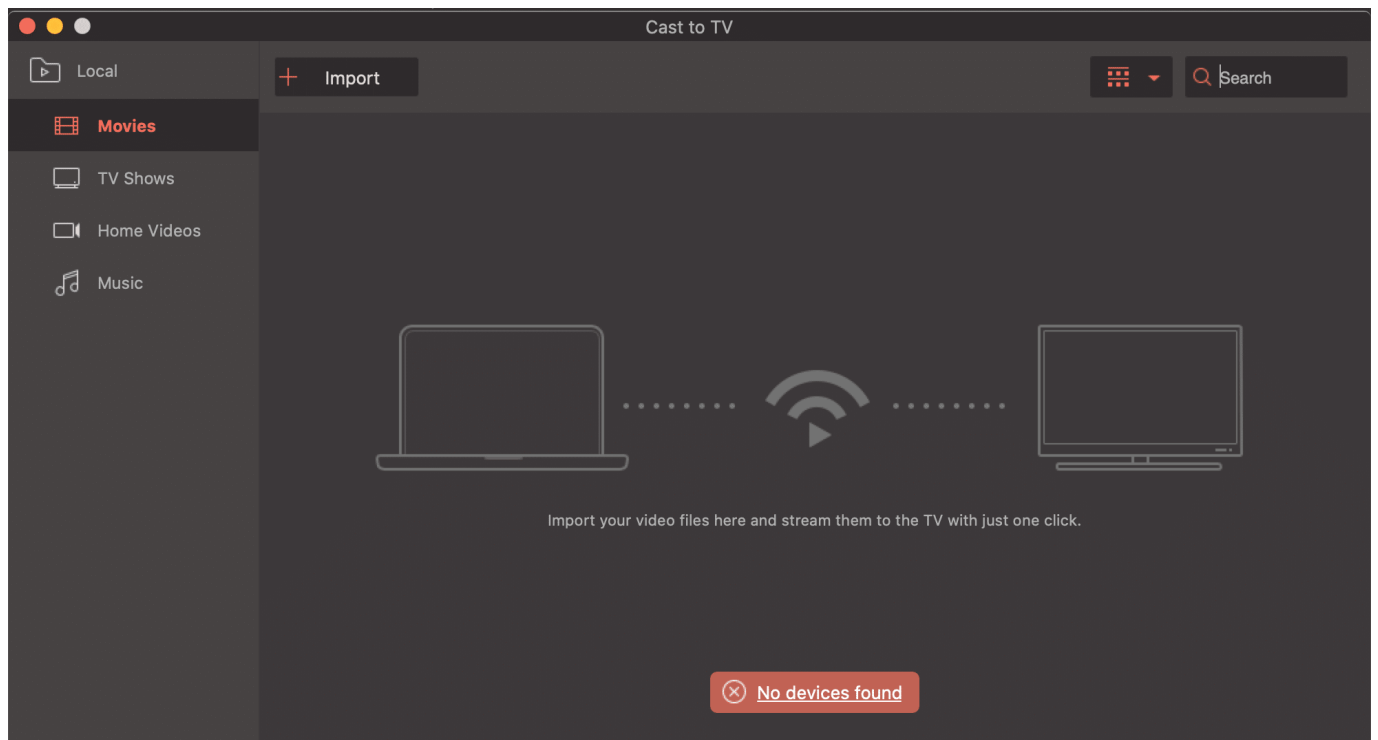 Cast to TV
Local
Import
Search
Movies
TV Shows
Home Videos
Music
Import your video files here and stream them to the TV with just one click.
No devices found